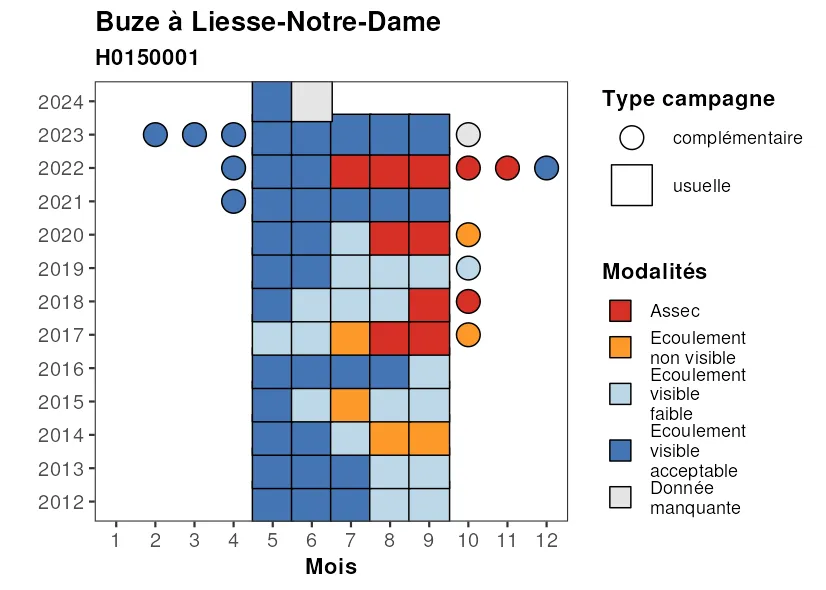 Buze à Liesse-Notre-Dame
H0150001
2024
2023
2022
2021
2020
2019
2018
2017
2016
2015
2014
2013
2012
1 2 3 4 5 6 7 8 9 10 11 12
Mois
Type campagne
complémentaire
usuelle
Modalités
Assec
Ecoulement
non visible
Ecoulement
visible
faible
Ecoulement
visible
acceptable
Donnée
manquante